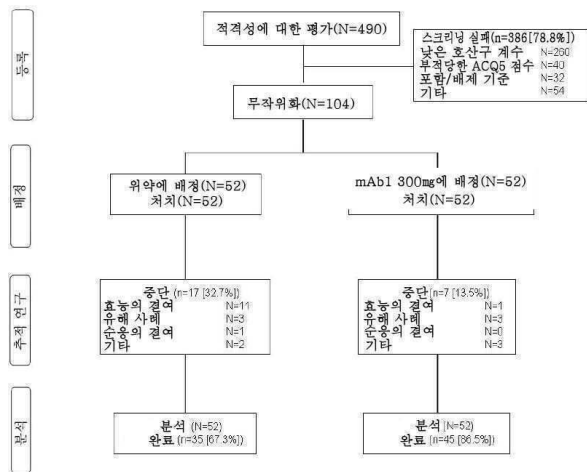 등록
적격성에 대한 평가(N=490)
스크리닝 실패(n=386[78.8%])
낮은 호산구 계수 N=260
부적당한 ACQ5 점수 N=40
포함/배제 기준 N=32
기타 N=54
무작위화(N=104)
배정
위약에 배정(N=52)
처치(N=52)
mAb1 300㎎에 배정(N=52)
처치(N=52)
추적 연구
중단 (n=17 [32.7%])
효능의 결여 N=11
유해 사례 N=3
순응의 결여 N=1
기타 N=2
중단[n=7 [13.5%])
효능의 결여 N=1
유해 사례 N=3
순응의 결여 N=0
기타 N=3
분석
분석 (N=52)
완료 (n=35 [67.3%])
분석(N=52)
완료 (n=45 [86.5%])